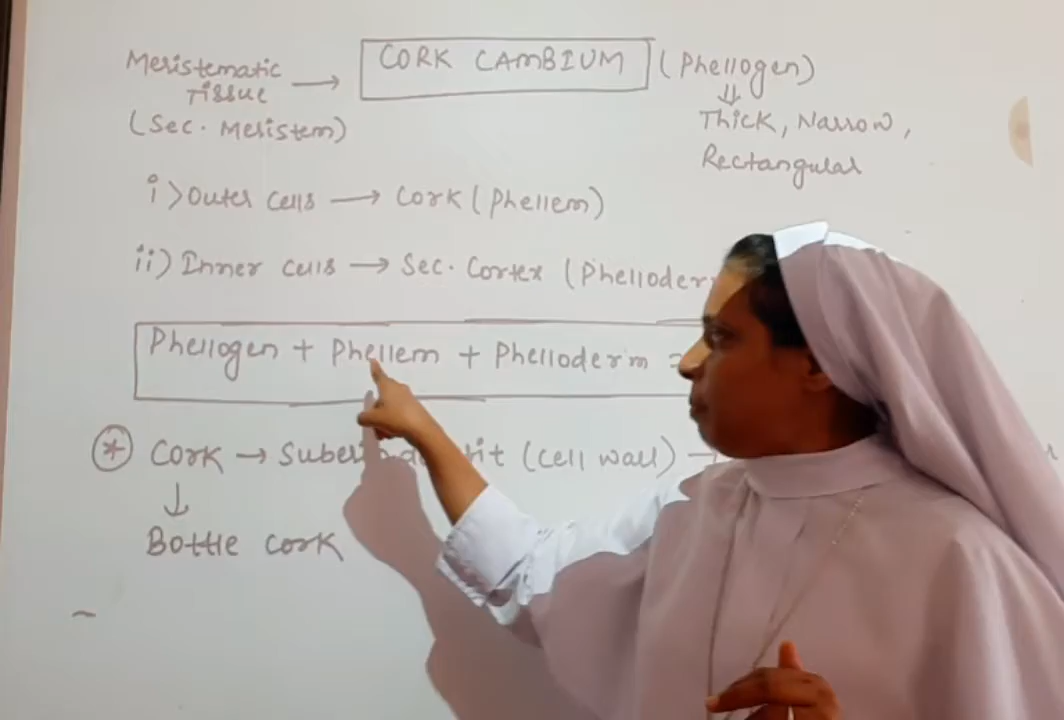 Meristematic Tissue → CORK CAMBIUM (Phellogen)
(Sec. Meristem)
⇓
Thick, Narrow,
Rectangular
i) Outer cells → Cork (Phellem)
ii) Inner cells → Sec. Cortex (Phelloder
Phellogen + Phellem + Phelloderm =
* Cork → (cell wall) →
↓
Bottle cork